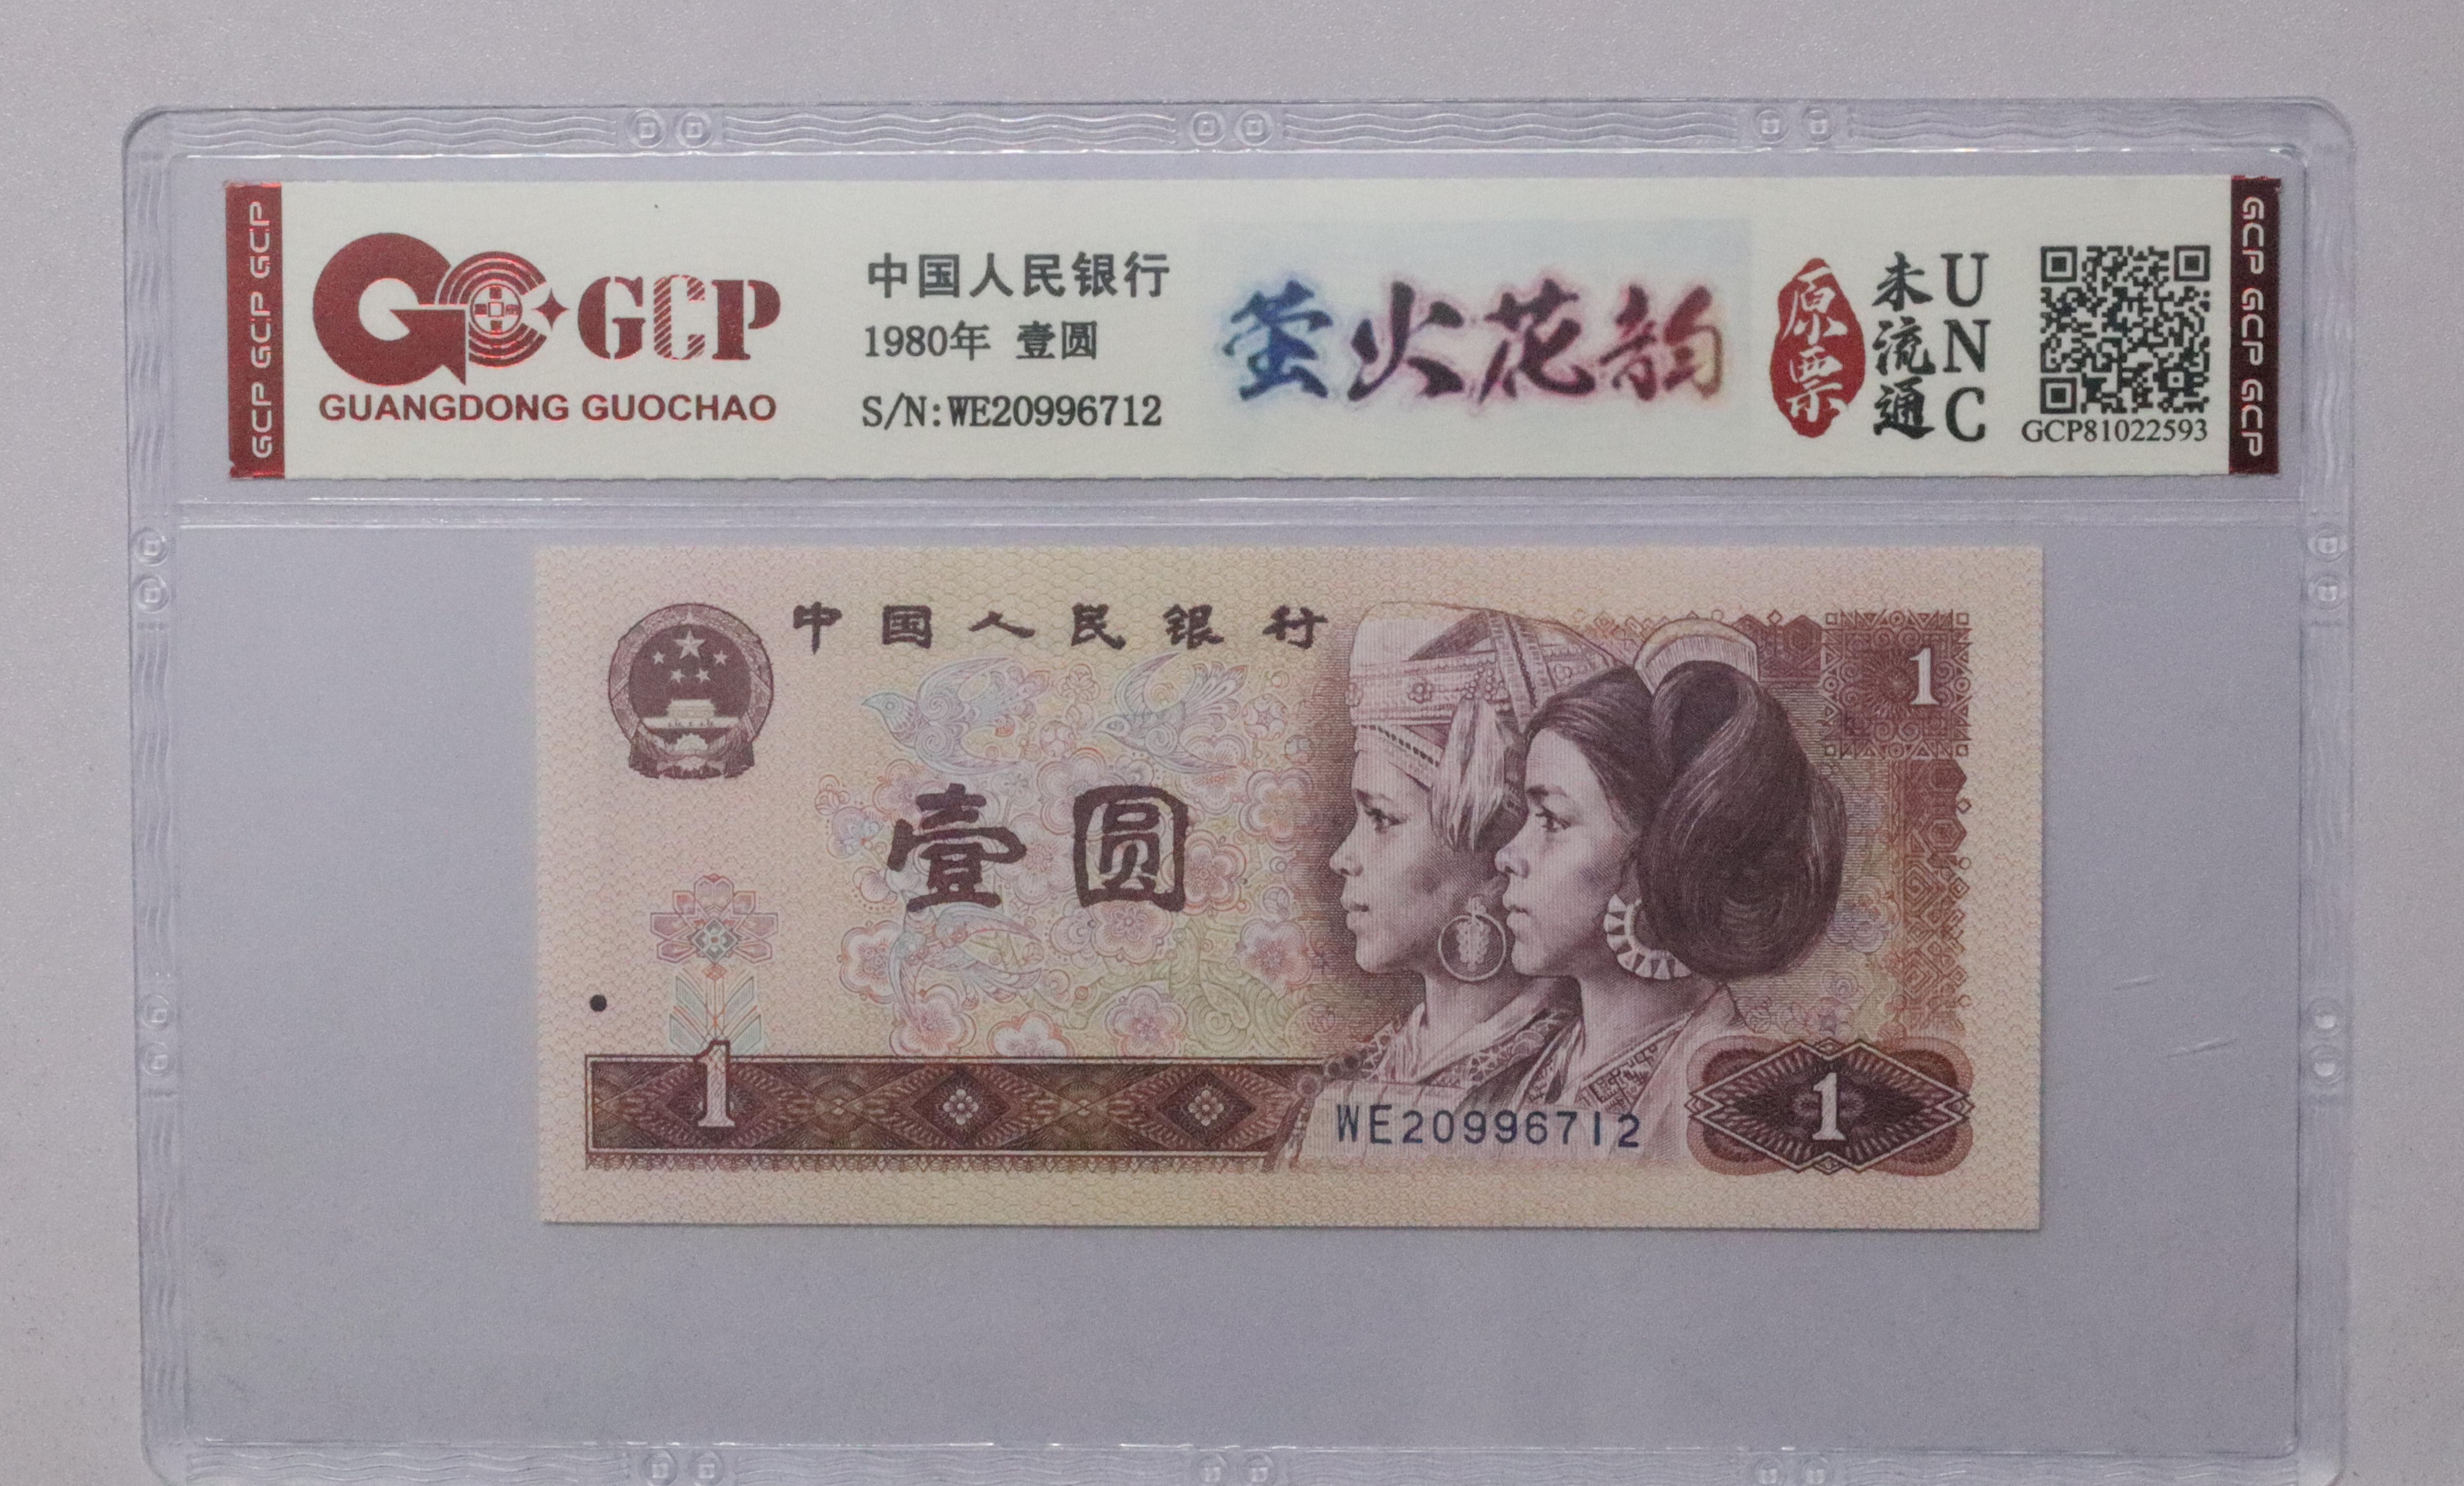 GCP GCP GCP
GCP
GUANGDONG GUOCHAO
中国人民银行
1980年 壹圆
S/N:WE20996712
萤火花韵
原票
未流通
UNC
GCP81022593
GCP GCP GCP
中国人民银行
1
壹圆
1
WE20996712
1